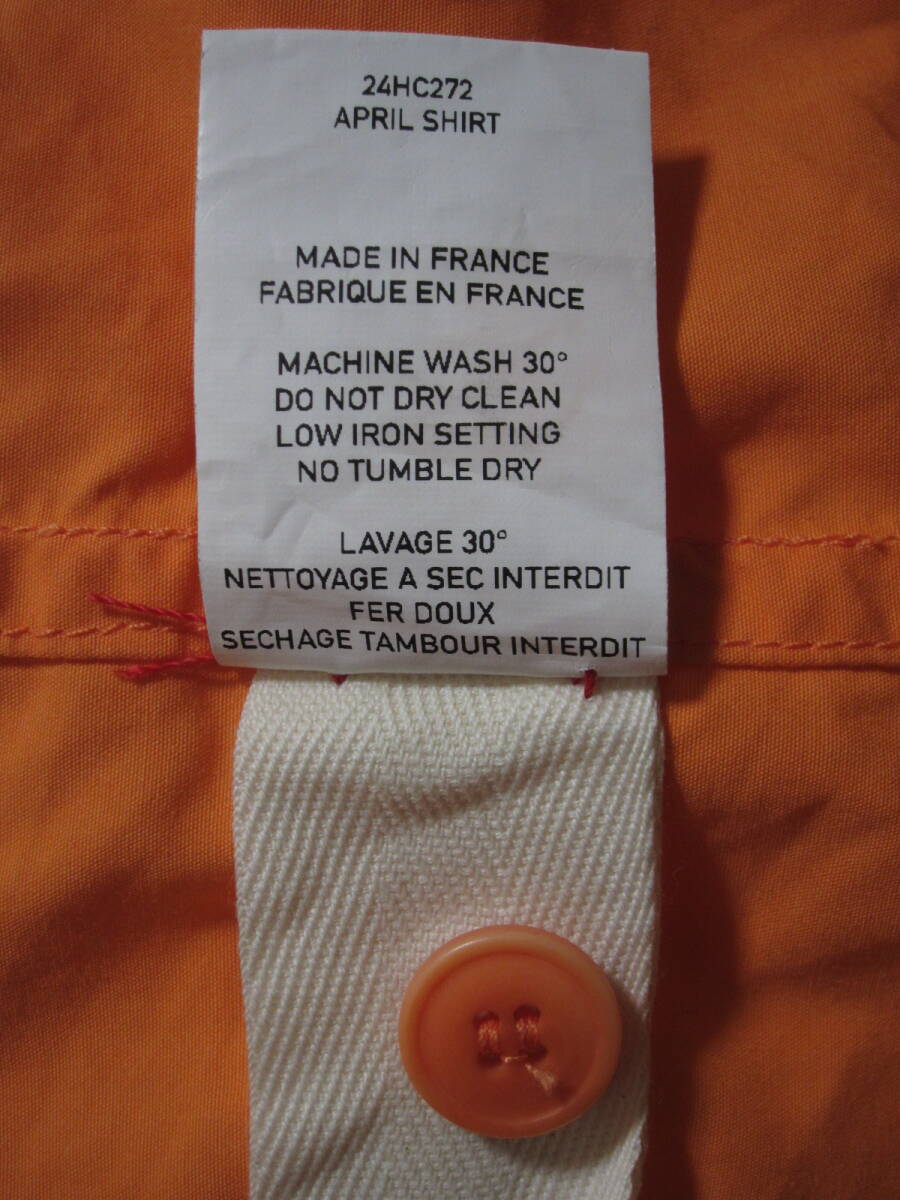 24HC272
APRIL SHIRT
MADE IN FRANCE
FABRIQUE EN FRANCE
MACHINE WASH 30°
DO NOT DRY CLEAN
LOW IRON SETTING
NO TUMBLE DRY
LAVAGE 30°
NETTOYAGE A SEC INTERDIT
FER DOUX
SECHAGE TAMBOUR INTERDIT